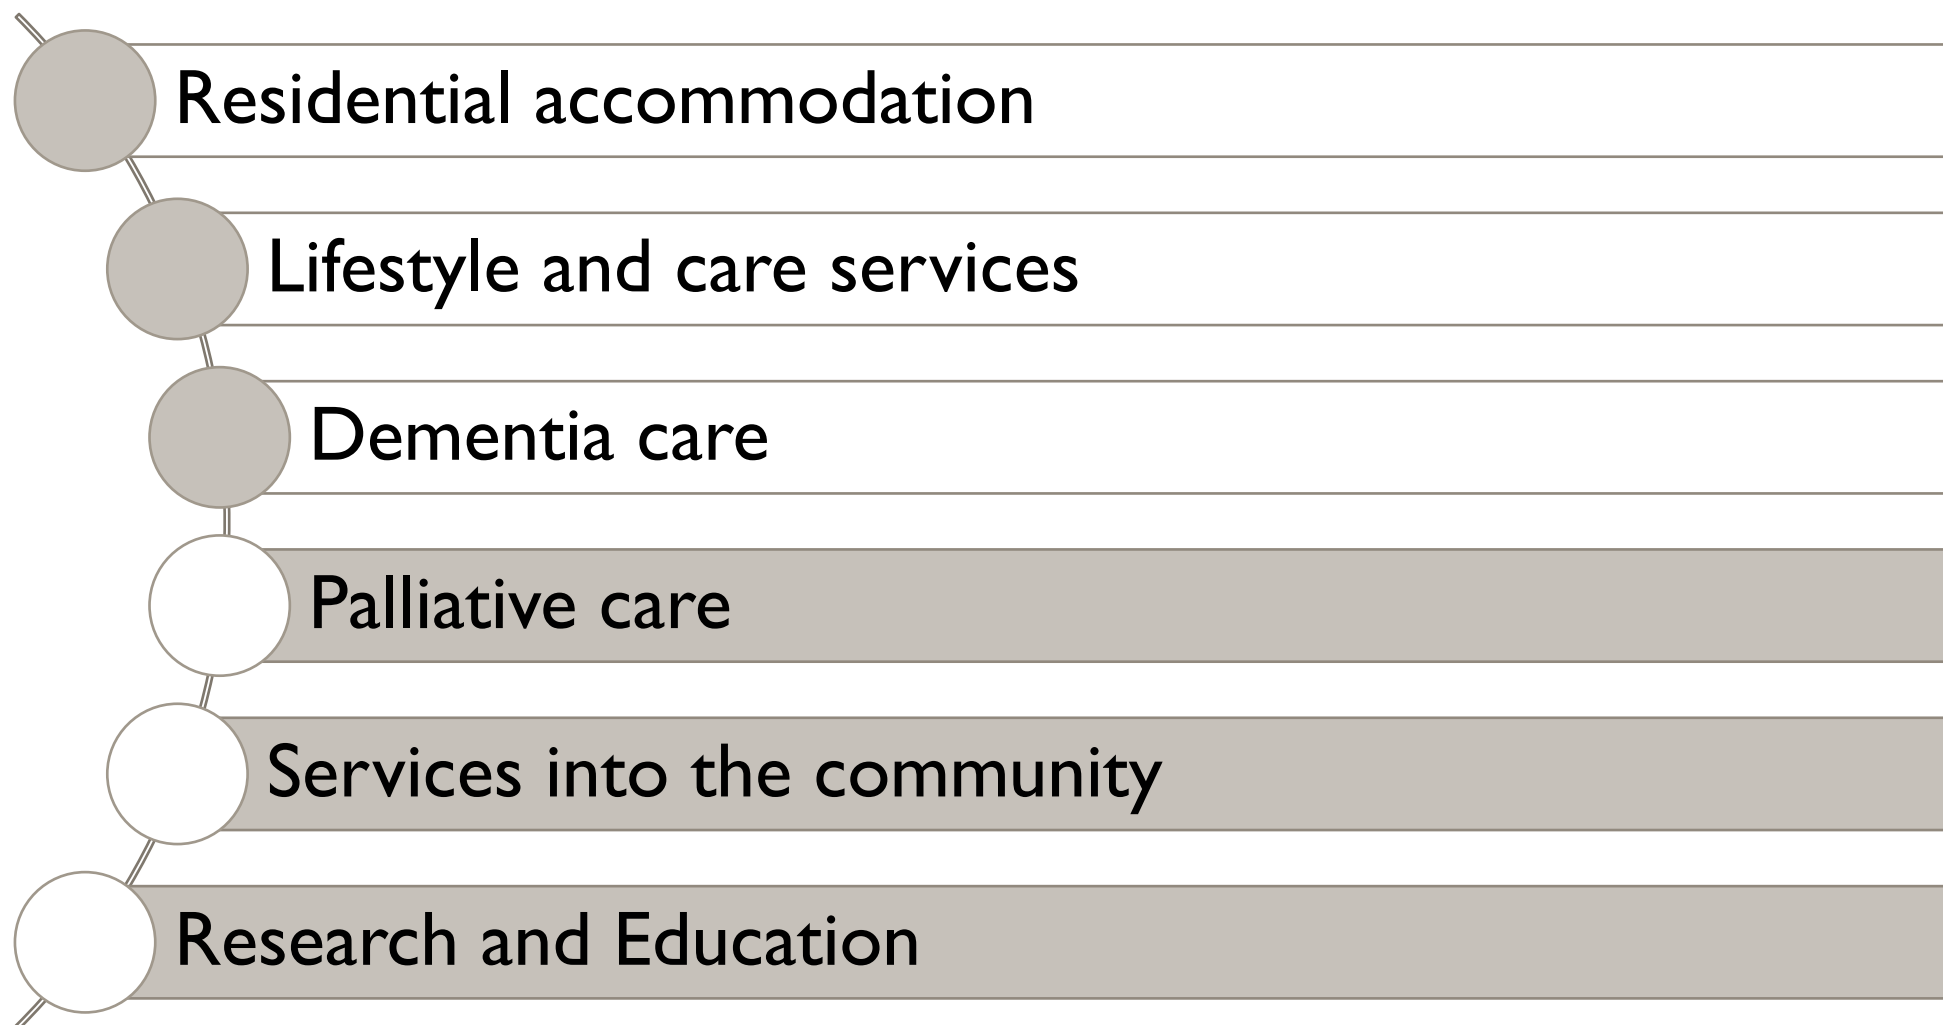 Residential accommodation
Lifestyle and care services
Dementia care
Palliative care
Services into the community
Research and Education